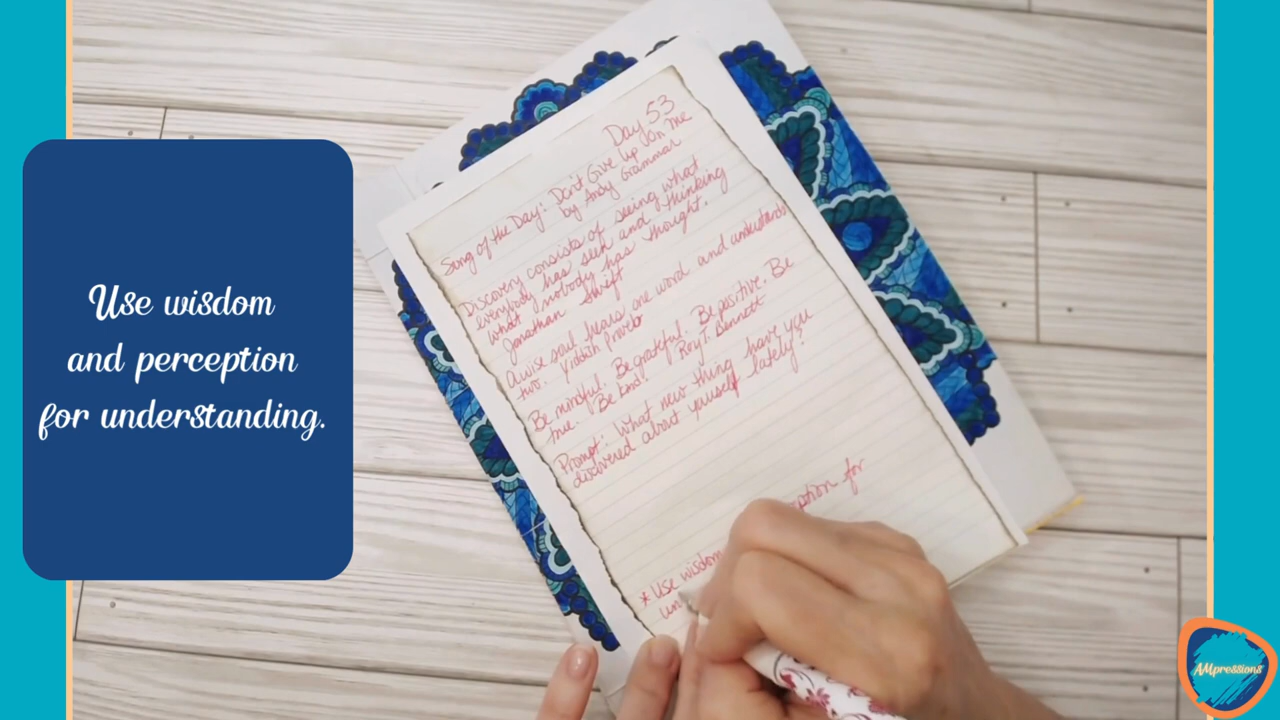 Use wisdom
and perception
for understanding.
Day 53
Song of the Day: Don't Give Up On Me
by Andy Grammar
Discovery consists of seeing what
everybody has seen and thinking
what nobody has thought.
Jonathan Swift
A wise soul hears one word and understands
two. Yiddish Proverb
Be mindful. Be grateful. Be positive. Be
true. Be kind. Roy T. Bennett
Prompt: What new thing have you
discovered about yourself lately?
* Use wisdom ption for
un
AMpressions